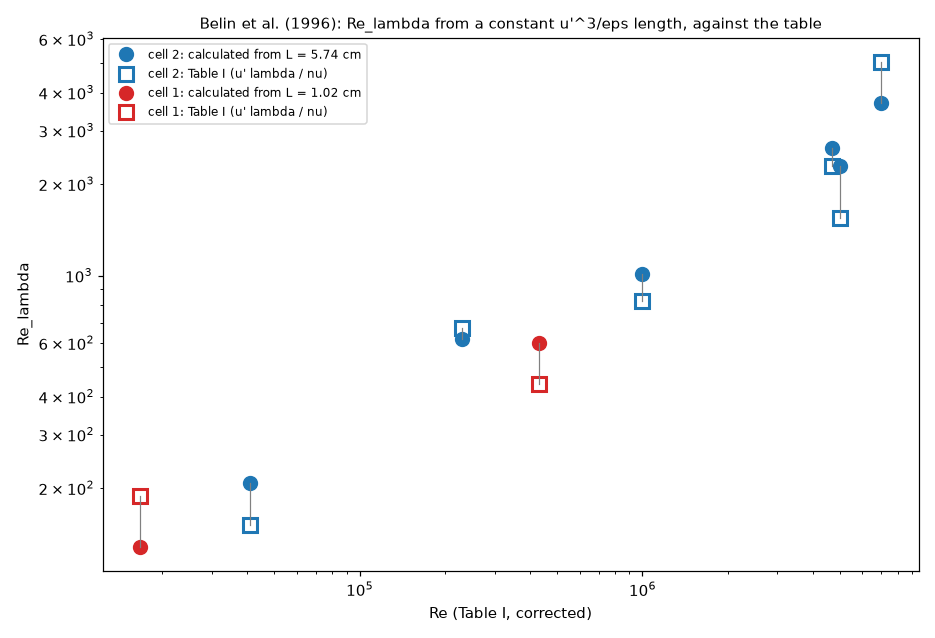 Belin et al. (1996): Re_lambda from a constant u'^3/eps length, against the table
cell 2: calculated from L = 5.74 cm
cell 2: Table I (u' lambda / nu)
cell 1: calculated from L = 1.02 cm
cell 1: Table I (u' lambda / nu)
Re_lambda
6 × 10³
4 × 10³
3 × 10³
2 × 10³
10³
6 × 10²
4 × 10²
3 × 10²
2 × 10²
10⁵
10⁶
Re (Table I, corrected)